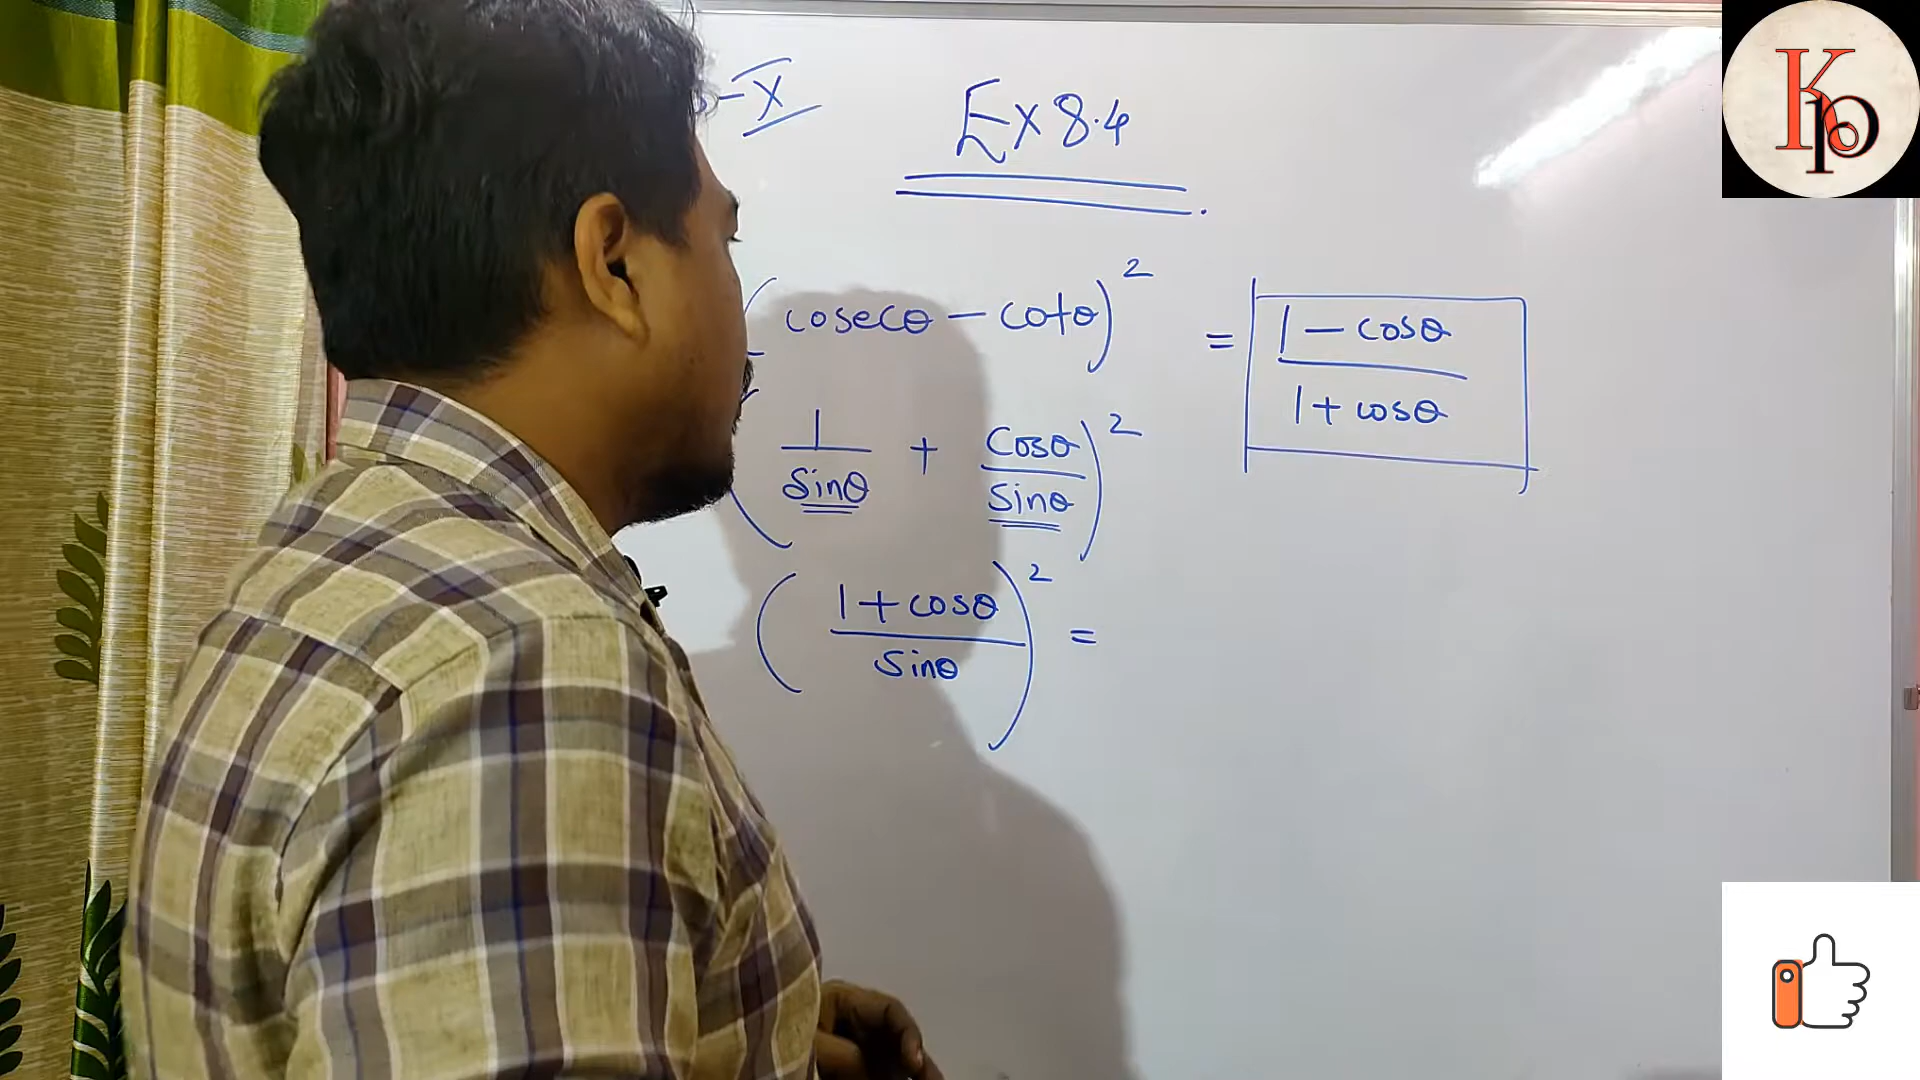 -X
Ex 8.4
(cosecθ - cotθ)² = 1 - cosθ / 1 + cosθ
(1/sinθ + cosθ/sinθ)²
(1 + cosθ / sinθ)² =
Kp